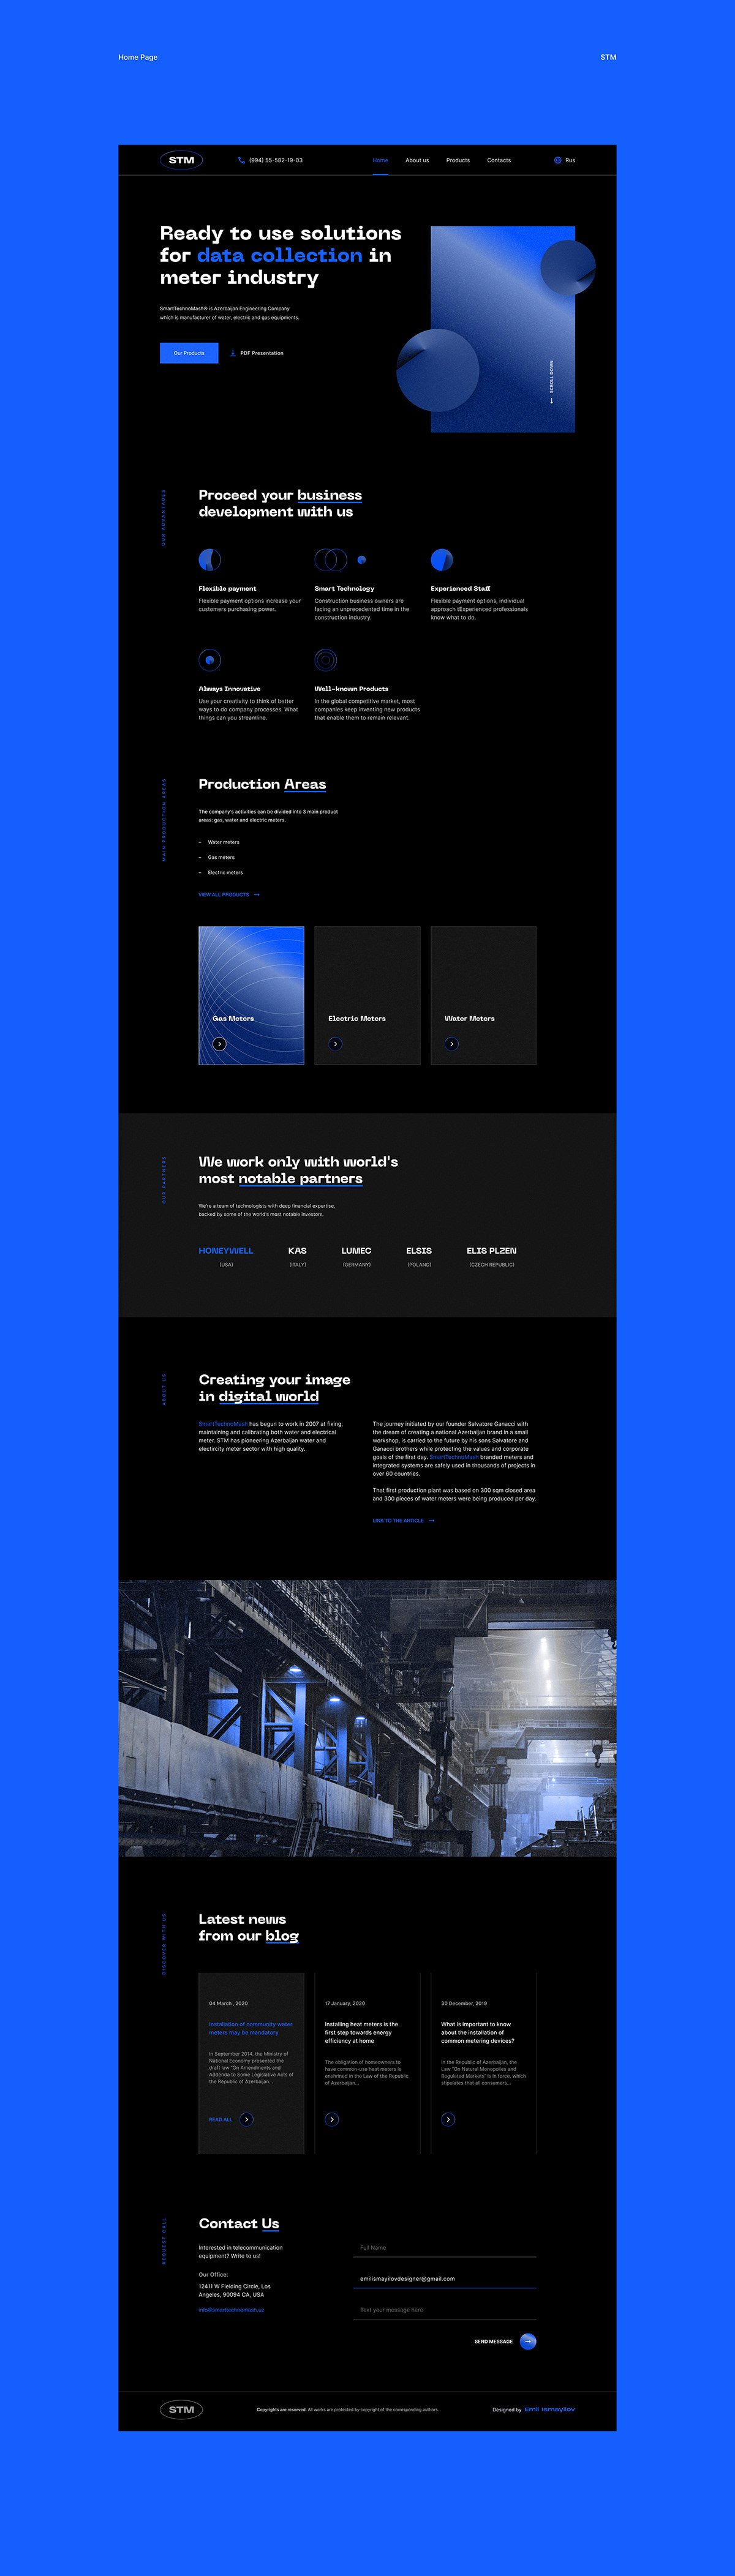 Home Page
STM
STM
(994) 55-582-19-03
Home
About us
Products
Contacts
Rus
Ready to use solutions
for data collection in
meter industry
SmartTechnoMash® is Azerbaijan Engineering Company
which is manufacturer of water, electric and gas equipments.
Our Products
PDF Presentation
SCROLL DOWN
OUR ADVANTAGES
Proceed your business
development with us
Flexible payment
Flexible payment options increase your
customers purchasing power.
Smart Technology
Construction business owners are
facing an unprecedented time in the
construction industry.
Experienced Staff
Flexible payment options, individual
approach tExperienced professionals
know what to do.
Always Innovative
Use your creativity to think of better
ways to do company processes. What
things can you streamline.
Well-known Products
In the global competitive market, most
companies keep inventing new products
that enable them to remain relevant.
MAIN PRODUCTION AREAS
Production Areas
The company's activities can be divided into 3 main product
areas: gas, water and electric meters.
– Water meters
– Gas meters
– Electric meters
VIEW ALL PRODUCTS
Gas Meters
Electric Meters
Water Meters
OUR PARTNERS
We work only with world's
most notable partners
We're a team of technologists with deep financial expertise,
backed by some of the world's most notable investors.
HONEYWELL
(USA)
KAS
(ITALY)
LUMEC
(GERMANY)
ELSIS
(POLAND)
ELIS PLZEN
(CZECH REPUBLIC)
ABOUT US
Creating your image
in digital world
SmartTechnoMash has begun to work in 2007 at fixing,
maintaining and calibrating both water and electrical
meter. STM has pioneering Azerbaijan water and
electircity meter sector with high quality.
The journey initiated by our founder Salvatore Ganacci with
the dream of creating a national Azerbaijan brand in a small
workshop, is carried to the future by his sons Salvatore and
Ganacci brothers while protecting the values and corporate
goals of the first day. SmartTechnoMash branded meters and
integrated systems are safely used in thousands of projects in
over 60 countries.
That first production plant was based on 300 sqm closed area
and 300 pieces of water meters were being produced per day.
LINK TO THE ARTICLE
DISCOVER WITH US
Latest news
from our blog
04 March , 2020
Installation of community water
meters may be mandatory
In September 2014, the Ministry of
National Economy presented the
draft law "On Amendments and
Addenda to Some Legislative Acts of
the Republic of Azerbaijan...
READ ALL
17 January, 2020
Installing heat meters is the
first step towards energy
efficiency at home
The obligation of homeowners to
have common-use heat meters is
enshrined in the Law of the Republic
of Azerbaijan...
30 December, 2019
What is important to know
about the installation of
common metering devices?
In the Republic of Azerbaijan, the
Law "On Natural Monopolies and
Regulated Markets" is in force, which
stipulates that all consumers...
REQUEST CALL
Contact Us
Interested in telecommunication
equipment? Write to us!
Our Office:
12411 W Fielding Circle, Los
Angeles, 90094 CA, USA
info@smarttechnomash.uz
Full Name
emilismayilovdesigner@gmail.com
Text your message here
SEND MESSAGE
STM
Copyrights are reserved. All works are protected by copyright of the corresponding authors.
Designed by Emil Ismayilov